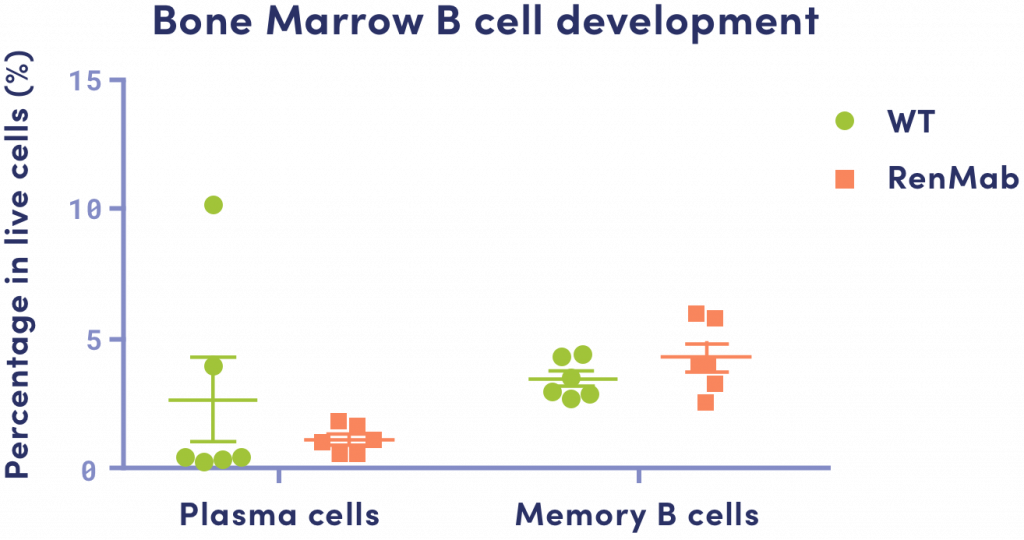 Bone Marrow B cell development
Percentage in live cells (%)
15
10
5
0
WT
RenMab
Plasma cells
Memory B cells